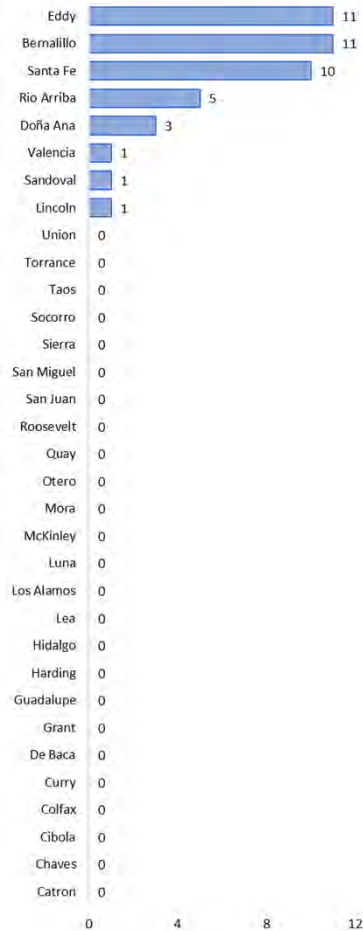 Eddy 11
Bernalillo 11
Santa Fe 10
Rio Arriba 5
Doña Ana 3
Valencia 1
Sandoval 1
Lincoln 1
Union 0
Torrance 0
Taos 0
Socorro 0
Sierra 0
San Miguel 0
San Juan 0
Roosevelt 0
Quay 0
Otero 0
Mora 0
McKinley 0
Luna 0
Los Alamos 0
Lea 0
Hidalgo 0
Harding 0
Guadalupe 0
Grant 0
De Baca 0
Curry 0
Colfax 0
Cibola 0
Chaves 0
Catron 0
0 4 8 12